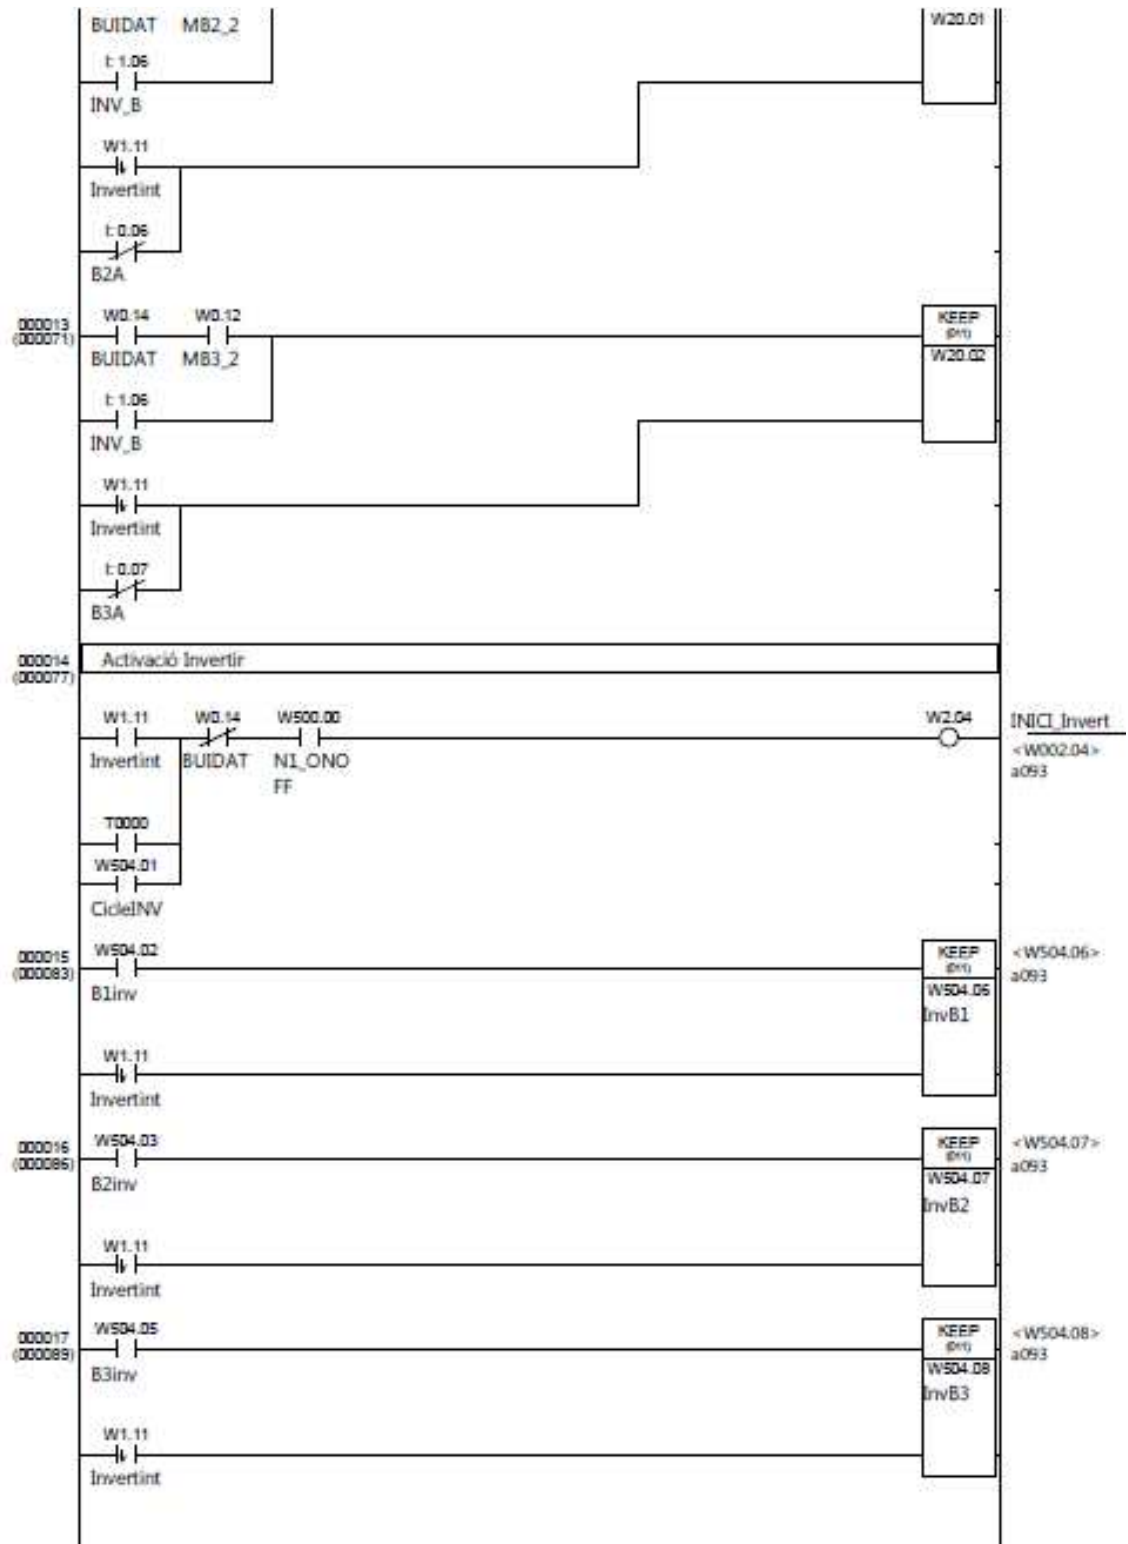 BUIDAT MB2_2
W20.01
I: 1.06
INV_B
W1.11
Invertint
I: 0.06
B2A
000013
(000071)
W0.14 W0.12
KEEP
(011)
BUIDAT MB3_2
W20.02
I: 1.06
INV_B
W1.11
Invertint
I: 0.07
B3A
000014
(000077)
Activació Invertir
W1.11 W0.14 W500.00
W2.04
INICI_Invert
Invertint BUIDAT N1_ONO
FF
<W002.04>
a093
T0000
W504.01
CicleINV
000015
(000083)
W504.02
KEEP
(011)
<W504.06>
a093
B1inv
W504.06
InvB1
W1.11
Invertint
000016
(000086)
W504.03
KEEP
(011)
<W504.07>
a093
B2inv
W504.07
InvB2
W1.11
Invertint
000017
(000089)
W504.05
KEEP
(011)
<W504.08>
a093
B3inv
W504.08
InvB3
W1.11
Invertint